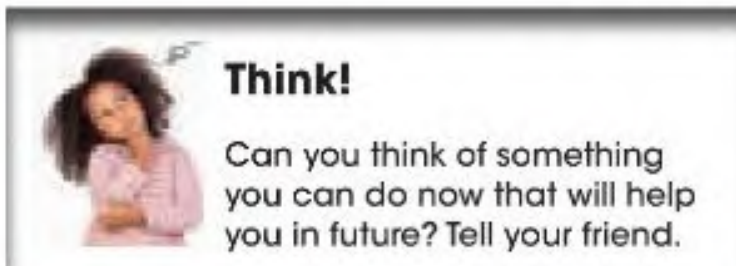 Think!
Can you think of something
you can do now that will help
you in future? Tell your friend.